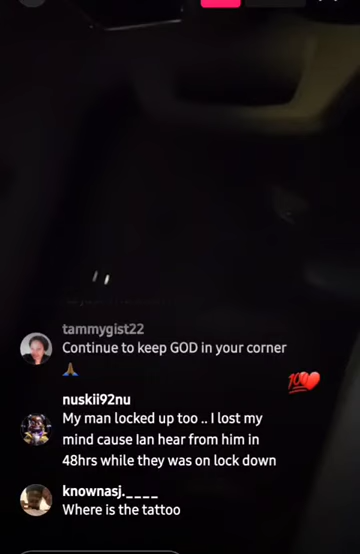 tammygist22
Continue to keep GOD in your corner
🙏
💯❤️
nuskii92nu
My man locked up too .. I lost my
mind cause Ian hear from him in
48hrs while they was on lock down
knownasj.____
Where is the tattoo